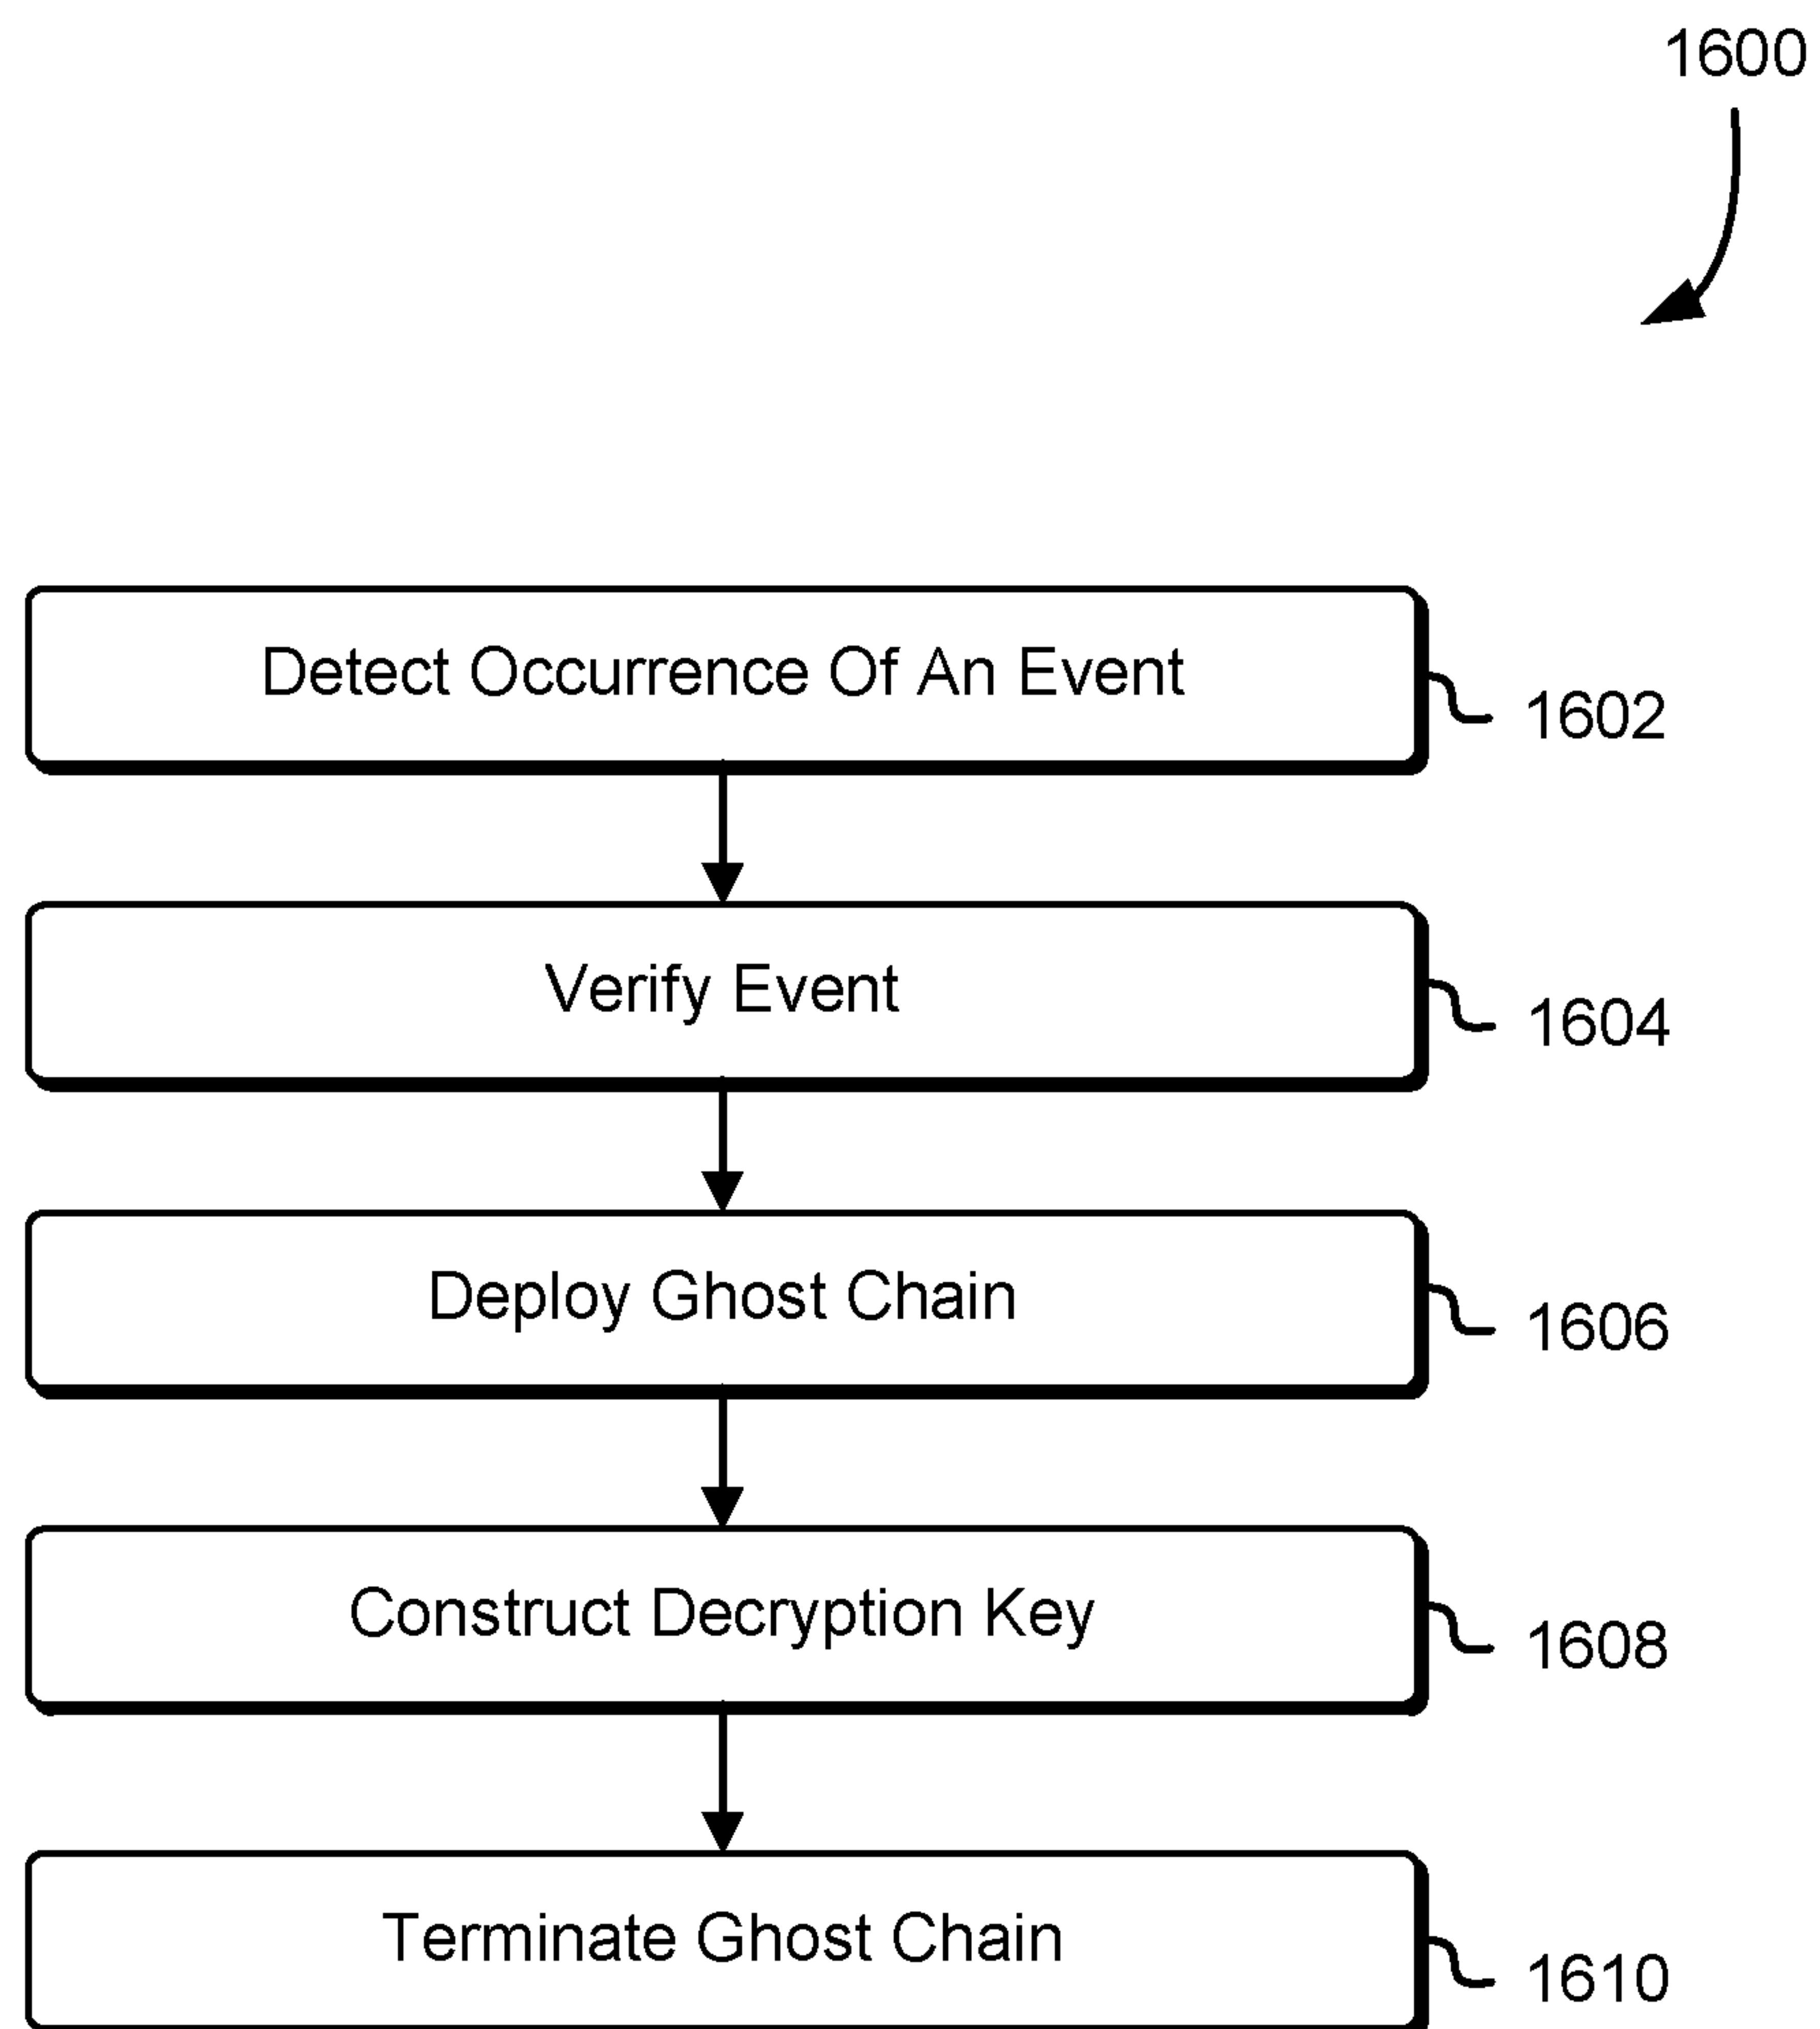 1600
Detect Occurrence Of An Event
1602
Verify Event
1604
Deploy Ghost Chain
1606
Construct Decryption Key
1608
Terminate Ghost Chain
1610